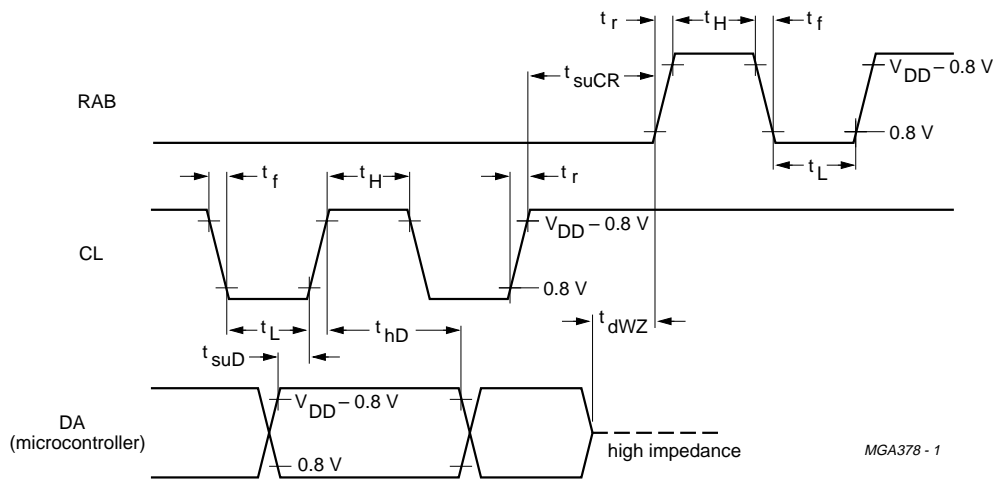 t r
t H
t f
t suCR
V DD – 0.8 V
RAB
0.8 V
t L
t f
t H
t r
V DD – 0.8 V
CL
0.8 V
t L
t hD
t dWZ
t suD
V DD – 0.8 V
DA
(microcontroller)
high impedance
0.8 V
MGA378 - 1